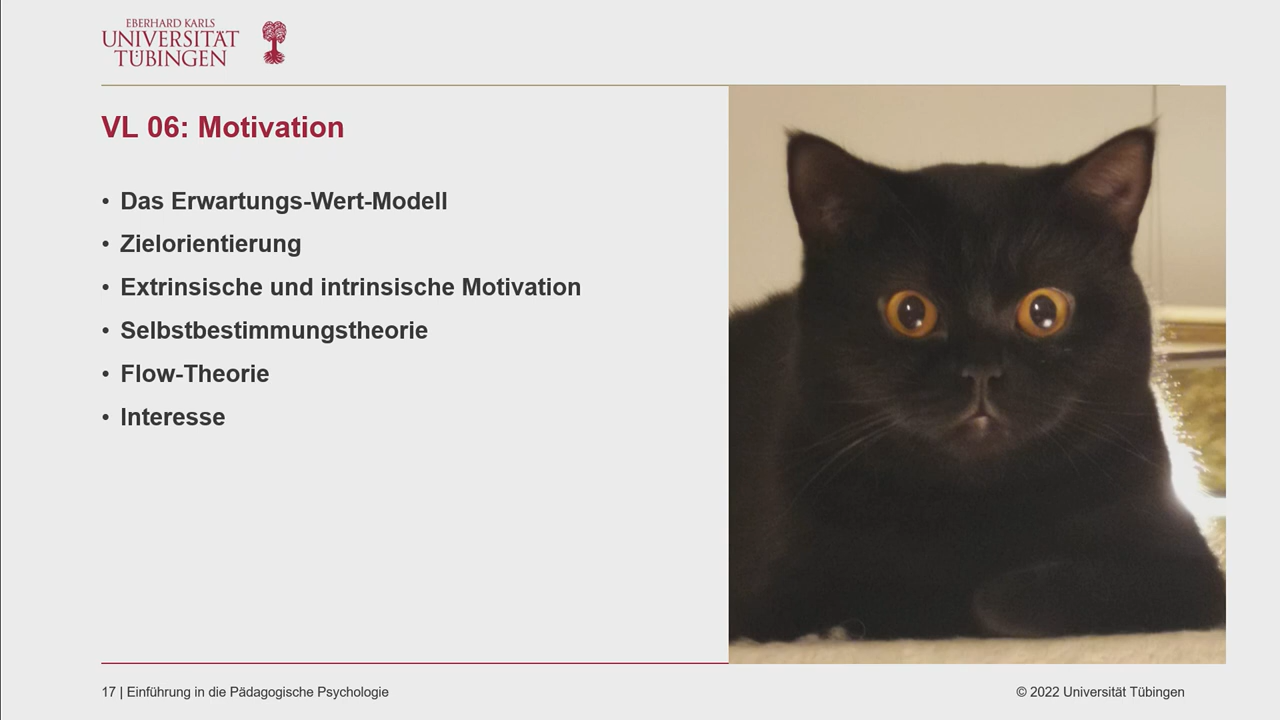 EBERHARD KARLS
UNIVERSITÄT
TÜBINGEN
VL 06: Motivation
• Das Erwartungs-Wert-Modell
• Zielorientierung
• Extrinsische und intrinsische Motivation
• Selbstbestimmungstheorie
• Flow-Theorie
• Interesse
17 | Einführung in die Pädagogische Psychologie
© 2022 Universität Tübingen